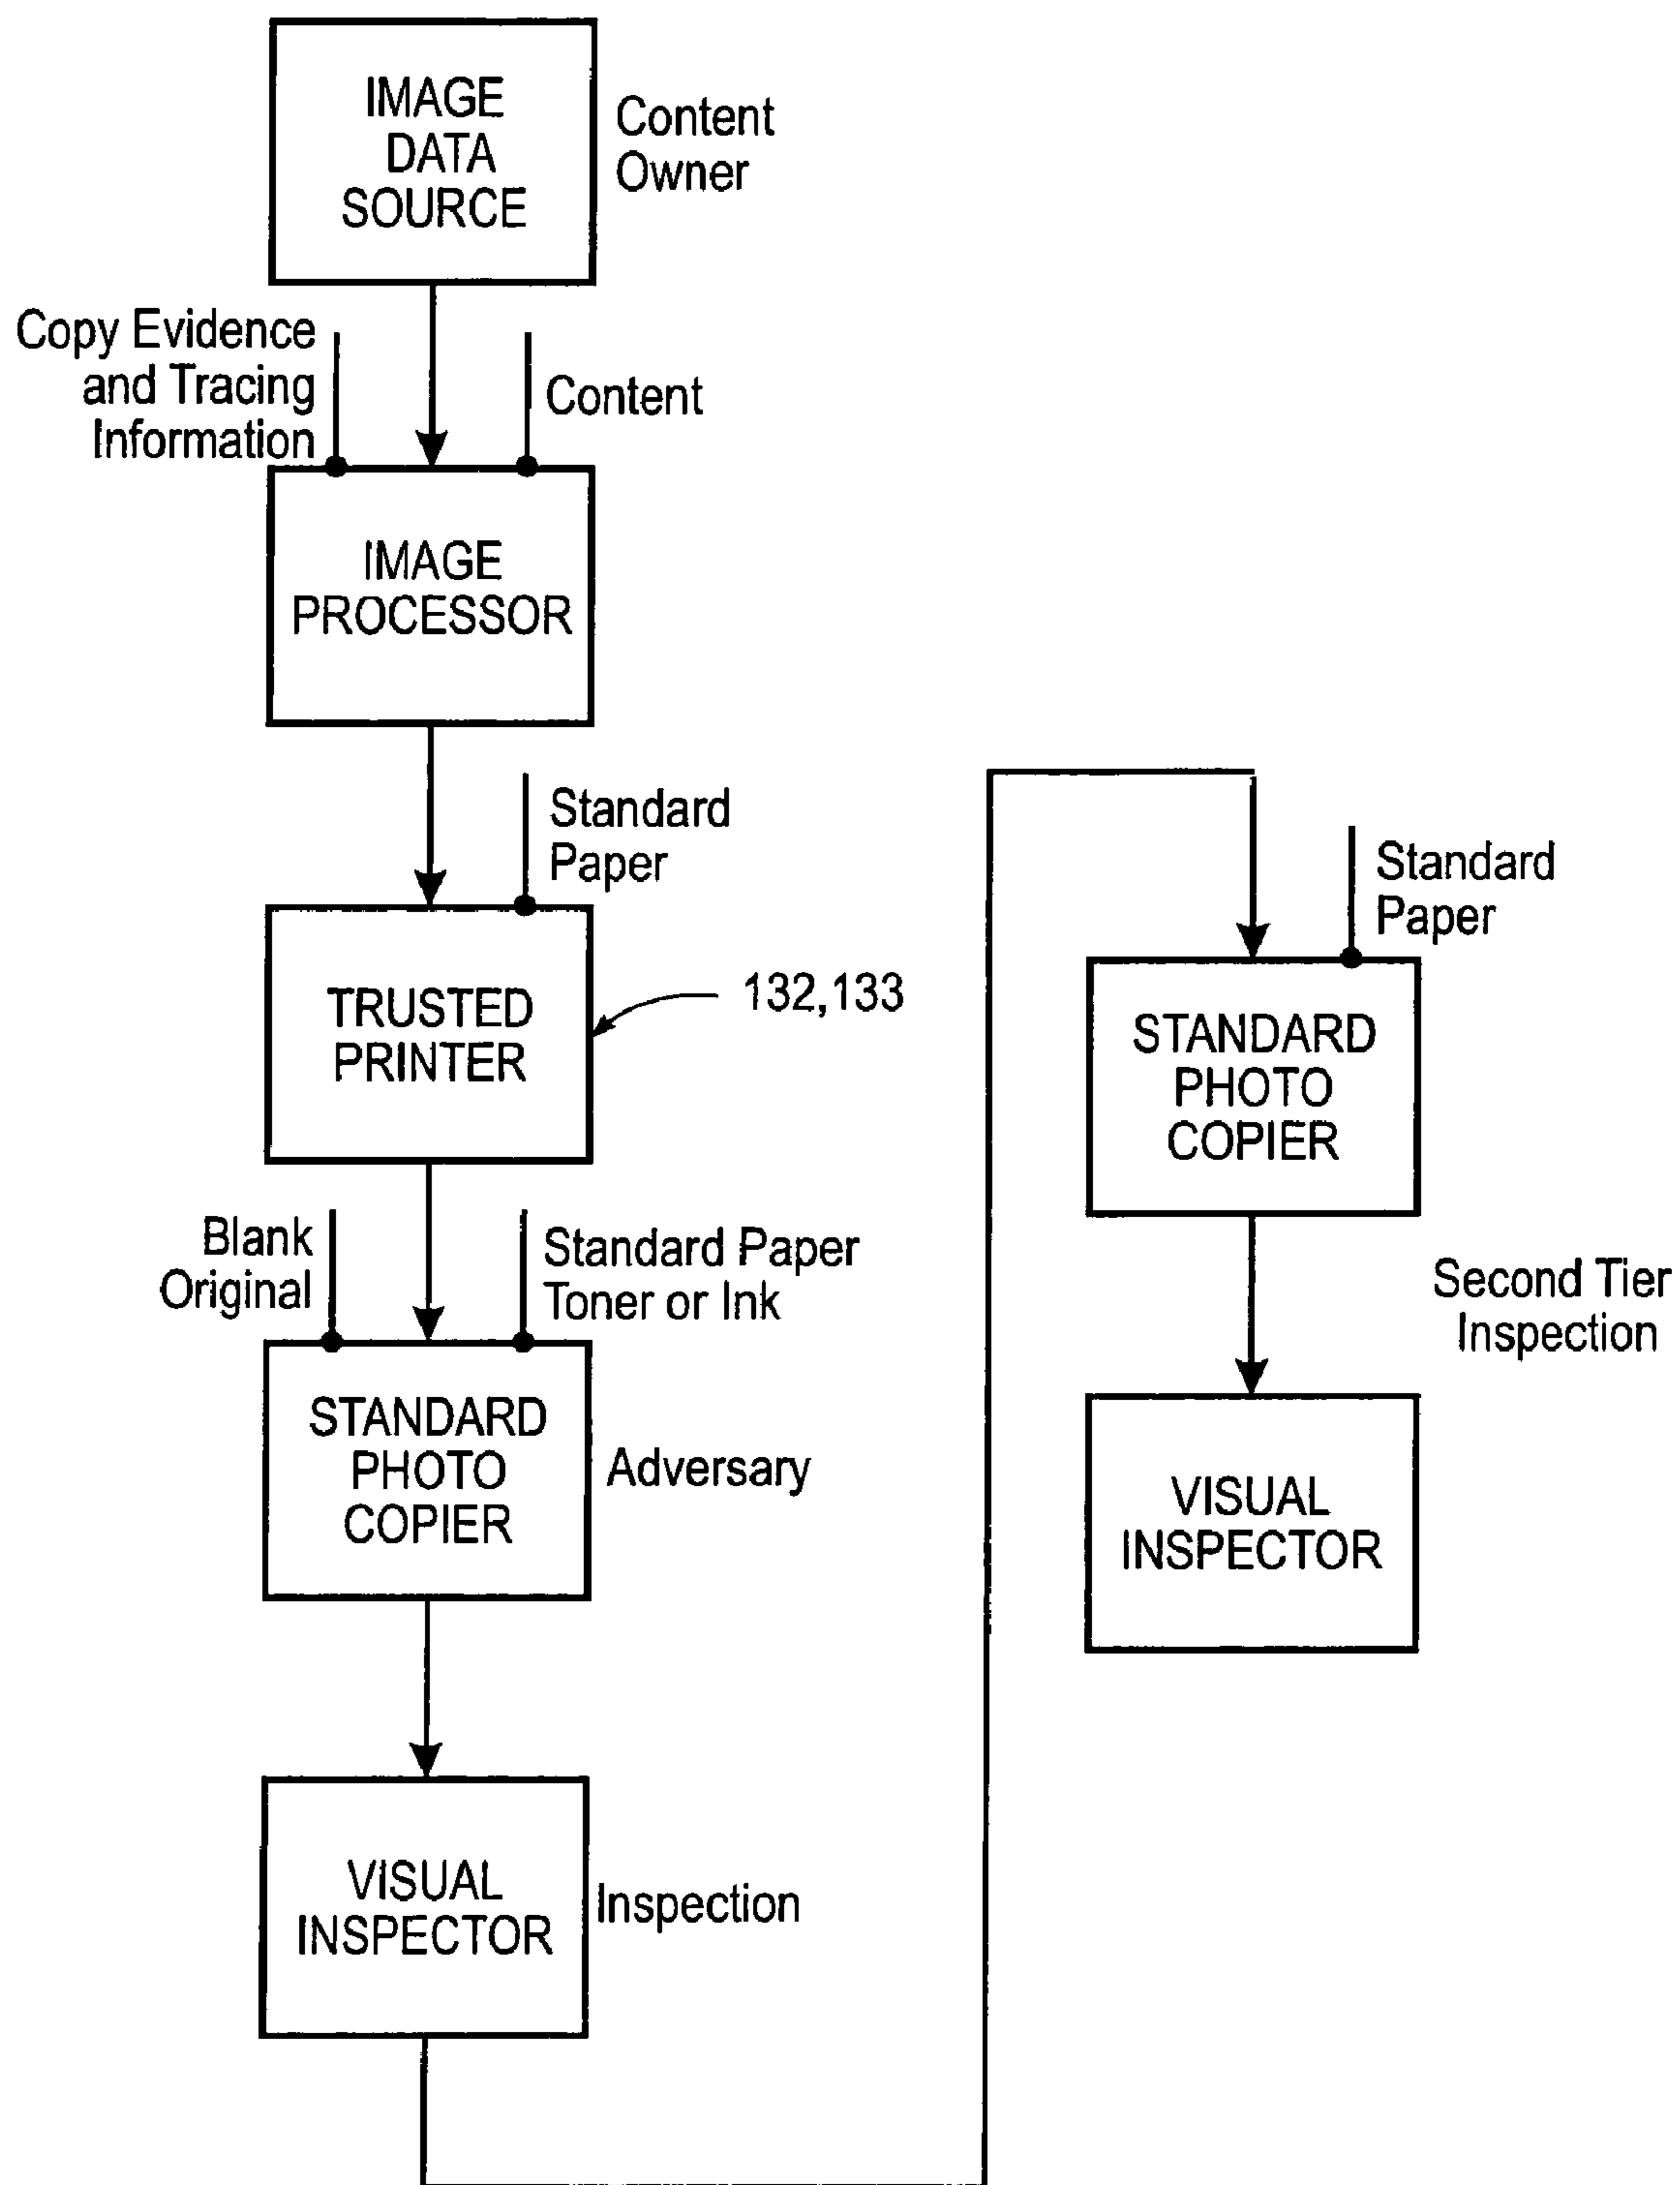 IMAGE
DATA
SOURCE
Content
Owner
Copy Evidence
and Tracing
Information
Content
IMAGE
PROCESSOR
Standard
Paper
TRUSTED
PRINTER
132,133
Blank
Original
Standard Paper
Toner or Ink
STANDARD
PHOTO
COPIER
Adversary
VISUAL
INSPECTOR
Inspection
Standard
Paper
STANDARD
PHOTO
COPIER
Second Tier
Inspection
VISUAL
INSPECTOR